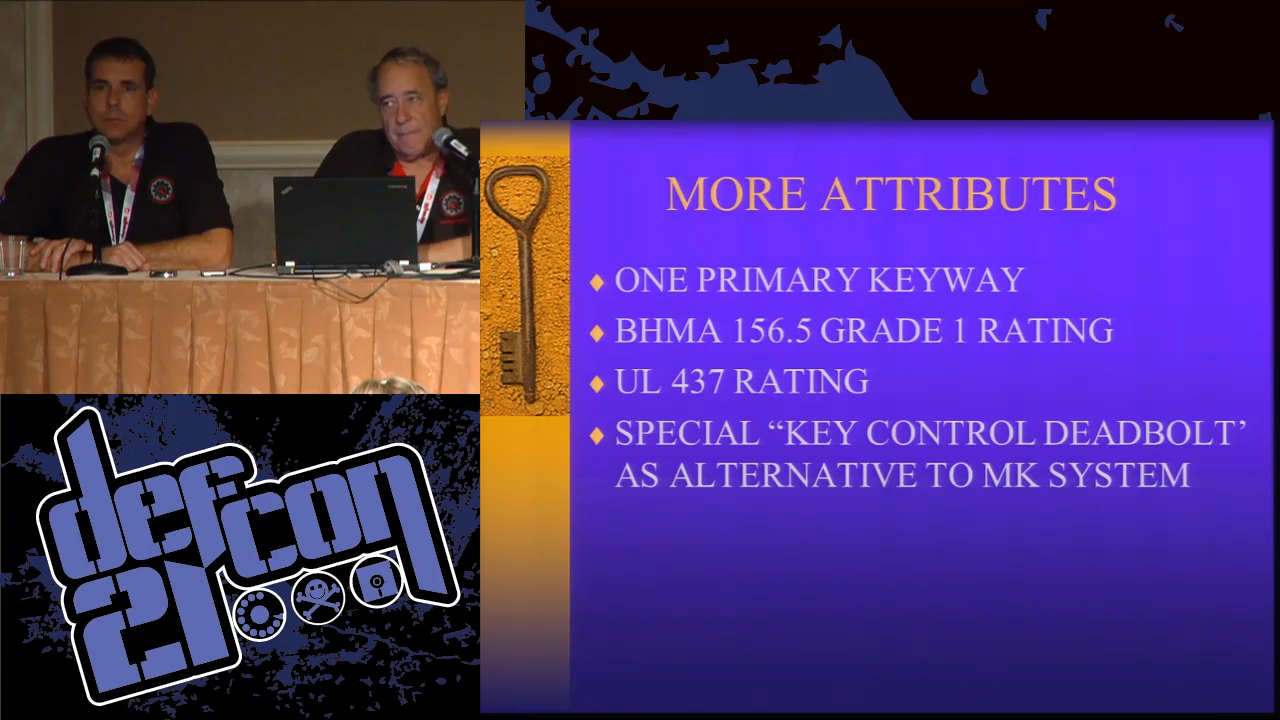 MORE ATTRIBUTES
ONE PRIMARY KEYWAY
BHMA 156.5 GRADE 1 RATING
UL 437 RATING
SPECIAL “KEY CONTROL DEADBOLT’
AS ALTERNATIVE TO MK SYSTEM
defcon
21